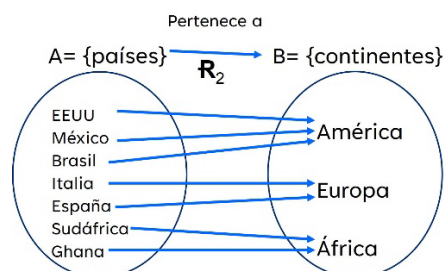 Pertenece a
A= {países}
B= {continentes}
R₂
EEUU
México
Brasil
Italia
España
Sudáfrica
Ghana
América
Europa
África